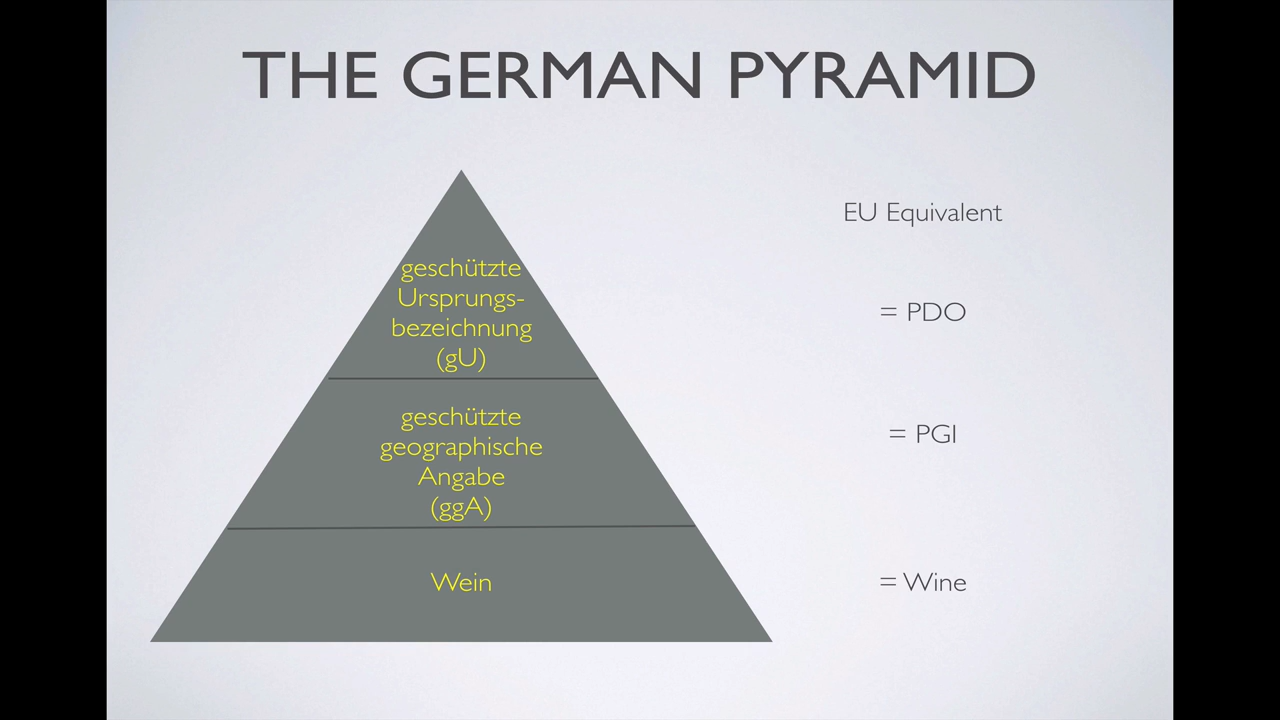 THE GERMAN PYRAMID
EU Equivalent
geschützte
Ursprungs-
bezeichnung
(gU)
= PDO
geschützte
geographische
Angabe
(ggA)
= PGI
Wein
= Wine